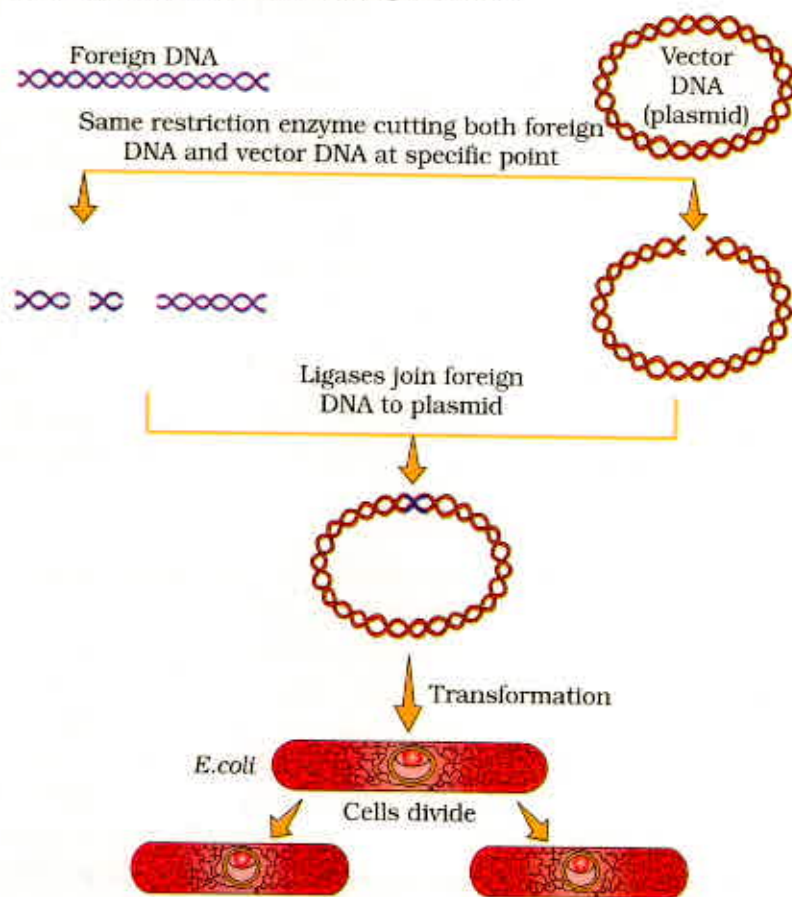 Foreign DNA
Vector
DNA
(plasmid)
Same restriction enzyme cutting both foreign
DNA and vector DNA at specific point
Ligases join foreign
DNA to plasmid
Transformation
E.coli
Cells divide